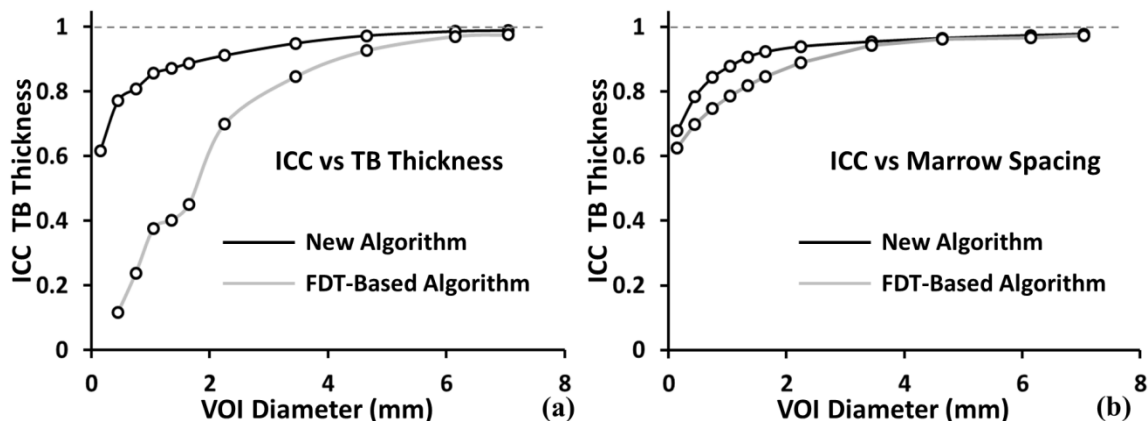 ICC TB Thickness
1
0.8
0.6
0.4
0.2
0
ICC vs TB Thickness
New Algorithm
FDT-Based Algorithm
0 2 4 6 8
VOI Diameter (mm) (a)
ICC TB Thickness
1
0.8
0.6
0.4
0.2
0
ICC vs Marrow Spacing
New Algorithm
FDT-Based Algorithm
0 2 4 6 8
VOI Diameter (mm) (b)